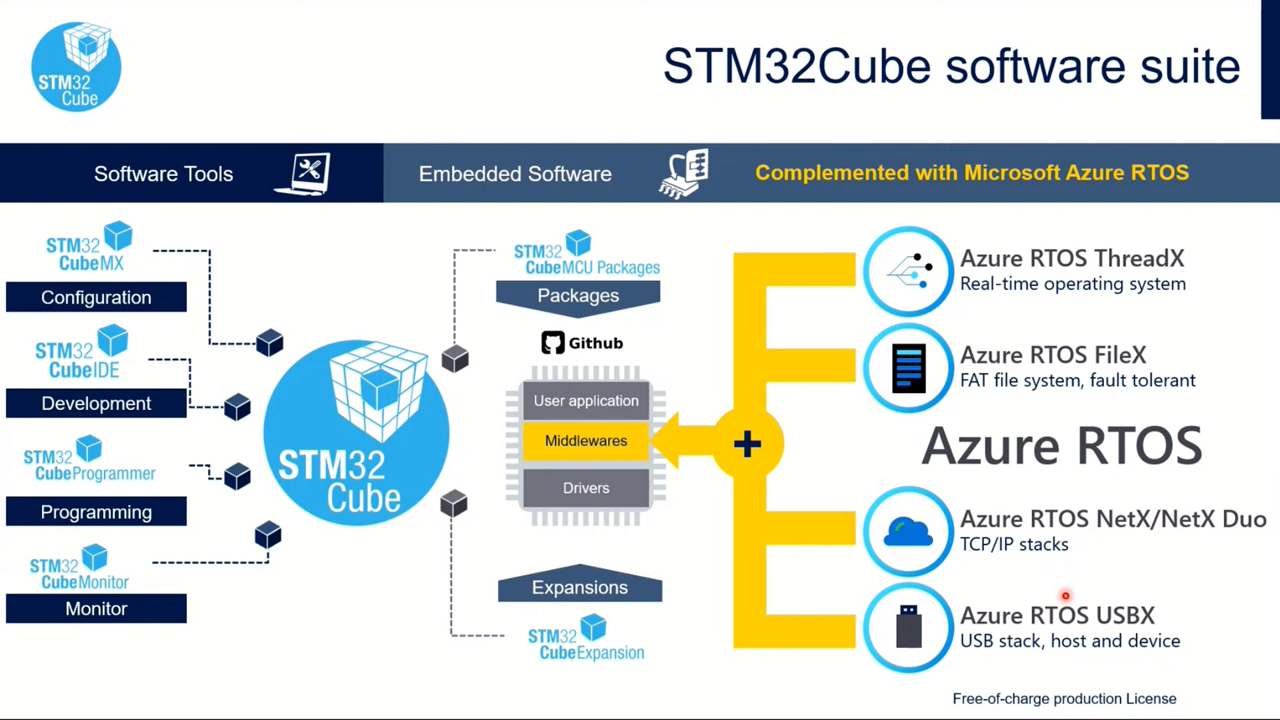 STM32
Cube
STM32Cube software suite
Software Tools
Embedded Software
Complemented with Microsoft Azure RTOS
STM32
CubeMX
Configuration
STM32
CubeIDE
Development
STM32
CubeProgrammer
Programming
STM32
CubeMonitor
Monitor
STM32
Cube
STM32
CubeMCU Packages
Packages
Github
User application
Middlewares
Drivers
Expansions
STM32
CubeExpansion
+
Azure RTOS ThreadX
Real-time operating system
Azure RTOS FileX
FAT file system, fault tolerant
Azure RTOS
Azure RTOS NetX/NetX Duo
TCP/IP stacks
Azure RTOS USBX
USB stack, host and device
Free-of-charge production License